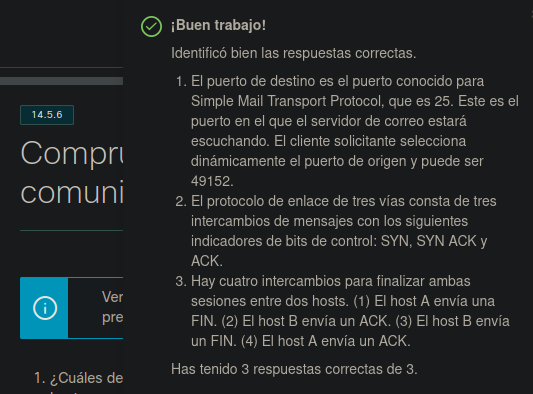 ¡Buen trabajo!
Identificó bien las respuestas correctas.
1. El puerto de destino es el puerto conocido para
Simple Mail Transport Protocol, que es 25. Este es el
puerto en el que el servidor de correo estará
escuchando. El cliente solicitante selecciona
dinámicamente el puerto de origen y puede ser
49152.
2. El protocolo de enlace de tres vías consta de tres
intercambios de mensajes con los siguientes
indicadores de bits de control: SYN, SYN ACK y
ACK.
3. Hay cuatro intercambios para finalizar ambas
sesiones entre dos hosts. (1) El host A envía una
FIN. (2) El host B envía un ACK. (3) El host B envía
un FIN. (4) El host A envía un ACK.
Has tenido 3 respuestas correctas de 3.
14.5.6
Compru
comuni
Ver
pre
1. ¿Cuáles de